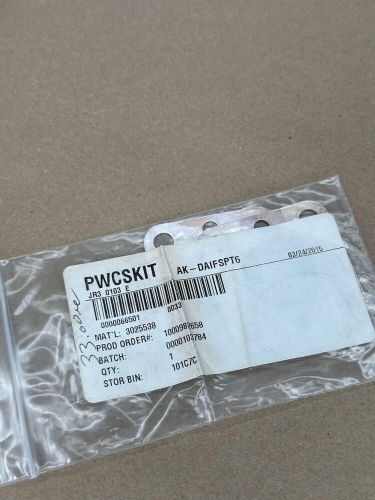 PWCSKIT AK-DAIFSPT6 03/24/2015
JR3 0103 E
0000066501 0033
MAT'L: 3025538
PROD ORDER#: 1000982658
BATCH: 0000103784
QTY: 1
STOR BIN: 101C7C